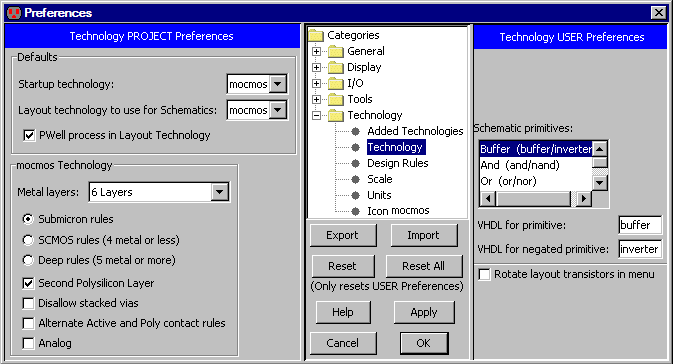 Preferences
Technology PROJECT Preferences
Defaults
Startup technology: mocmos
Layout technology to use for Schematics: mocmos
PWell process in Layout Technology
mocmos Technology
Metal layers: 6 Layers
Submicron rules
SCMOS rules (4 metal or less)
Deep rules (5 metal or more)
Second Polysilicon Layer
Disallow stacked vias
Alternate Active and Poly contact rules
Analog
Categories
General
Display
I/O
Tools
Technology
Added Technologies
Technology
Design Rules
Scale
Units
Icon mocmos
Export Import
Reset Reset All
(Only resets USER Preferences)
Help Apply
Cancel OK
Technology USER Preferences
Schematic primitives:
Buffer (buffer/inverter
And (and/nand)
Or (or/nor)
VHDL for primitive: buffer
VHDL for negated primitive: inverter
Rotate layout transistors in menu